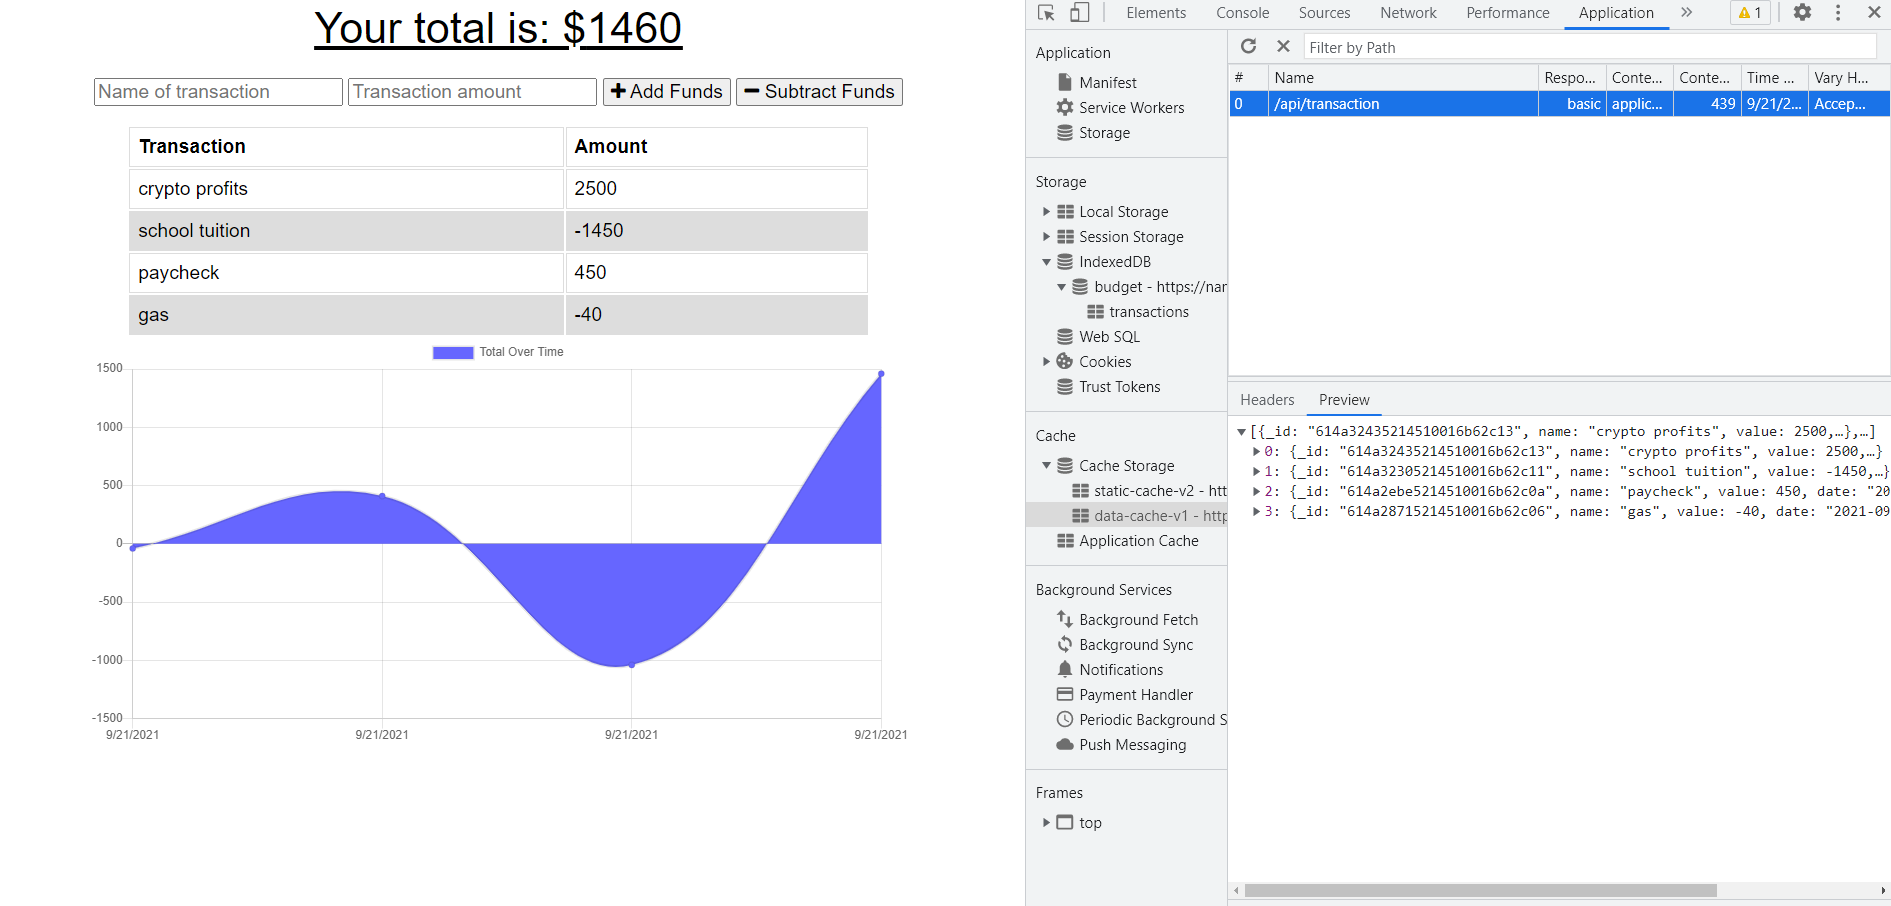 Your total is: $1460
Name of transaction Transaction amount Add Funds Subtract Funds
Transaction Amount
crypto profits 2500
school tuition -1450
paycheck 450
gas -40
Total Over Time
1500
1000
500
0
-500
-1000
-1500
9/21/2021 9/21/2021 9/21/2021 9/21/2021
Elements Console Sources Network Performance Application » 1
Application
Manifest
Service Workers
Storage
Storage
Local Storage
Session Storage
IndexedDB
budget - https://nar
transactions
Web SQL
Cookies
Trust Tokens
Cache
Cache Storage
static-cache-v2 - htt
data-cache-v1 - http
Application Cache
Background Services
Background Fetch
Background Sync
Notifications
Payment Handler
Periodic Background S
Push Messaging
Frames
top
Filter by Path
# Name Respo... Conte... Conte... Time ... Vary H...
0 /api/transaction basic applic... 439 9/21/2... Accep...
Headers Preview
[{_id: "614a32435214510016b62c13", name: "crypto profits", value: 2500,…},…]
0: {_id: "614a32435214510016b62c13", name: "crypto profits", value: 2500,…}
1: {_id: "614a32305214510016b62c11", name: "school tuition", value: -1450,…}
2: {_id: "614a2ebe5214510016b62c0a", name: "paycheck", value: 450, date: "20
3: {_id: "614a28715214510016b62c06", name: "gas", value: -40, date: "2021-09